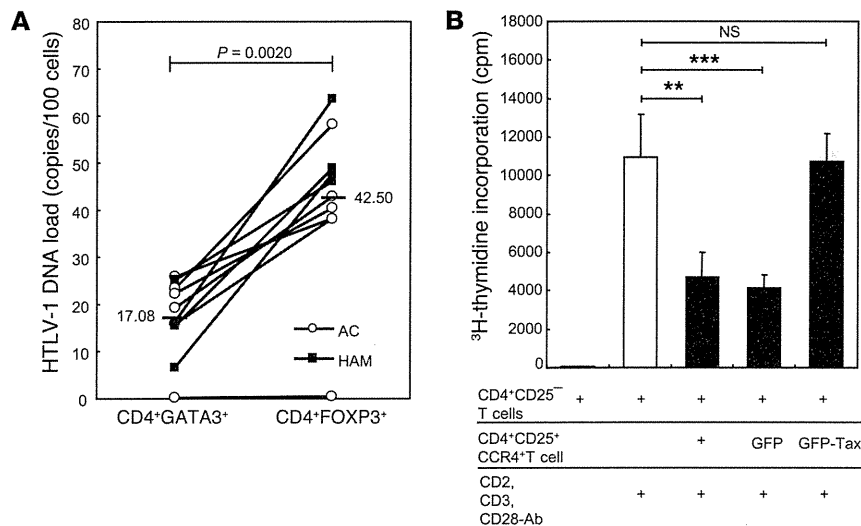 A
HTLV-1 DNA load (copies/100 cells)
80
70
60
50
40
30
20
10
0
P = 0.0020
42.50
17.08
AC
HAM
CD4⁺GATA3⁺
CD4⁺FOXP3⁺
B
³H-thymidine incorporation (cpm)
18000
16000
14000
12000
10000
8000
6000
4000
2000
0
NS
***
**
CD4⁺CD25⁻
T cells
+ + + + +
CD4⁺CD25⁺
CCR4⁺T cell
+ GFP GFP-Tax
CD2,
CD3,
CD28-Ab
+ + + +